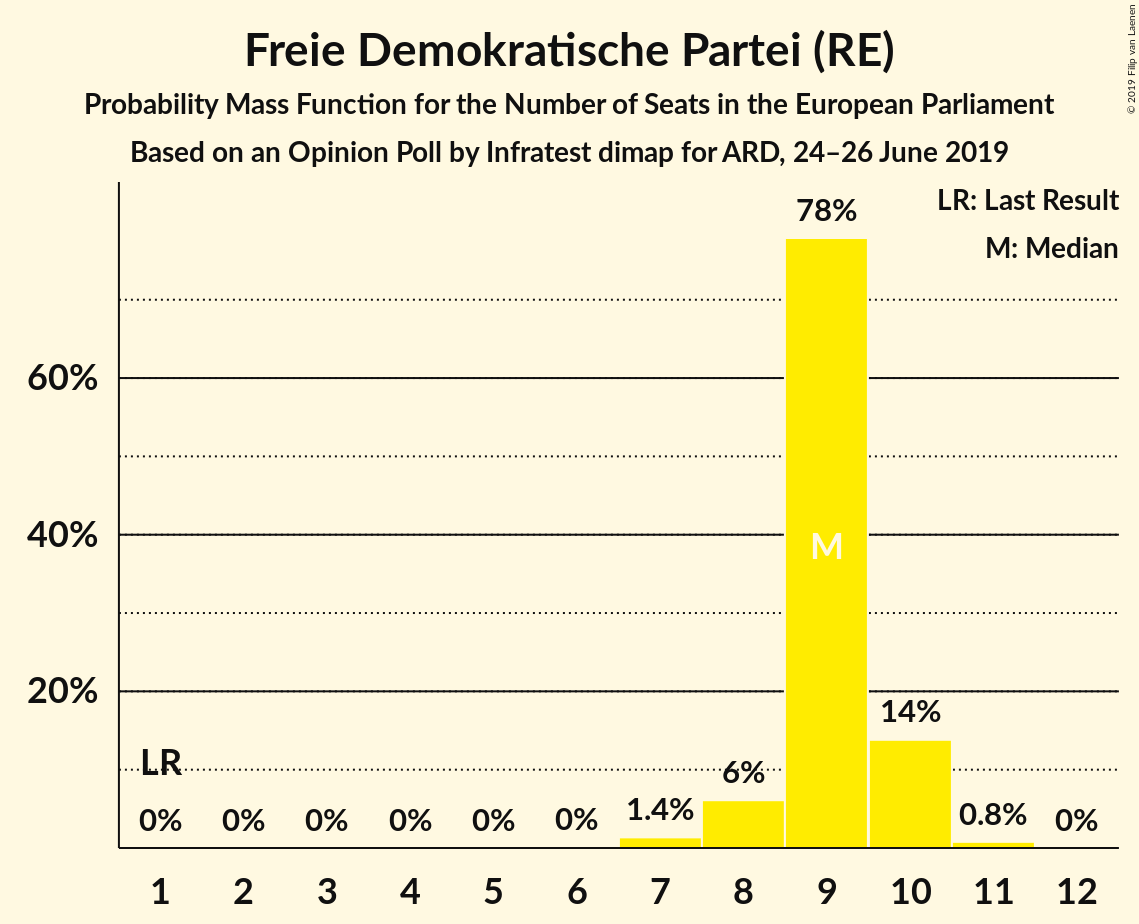 Freie Demokratische Partei (RE)
Probability Mass Function for the Number of Seats in the European Parliament
Based on an Opinion Poll by Infratest dimap for ARD, 24–26 June 2019
© 2019 Filip van Laenen
LR: Last Result
M: Median
78%
60%
40%
M
20%
14%
LR
6%
0% 0% 0% 0% 0% 0% 1.4% 0.8% 0%
1 2 3 4 5 6 7 8 9 10 11 12